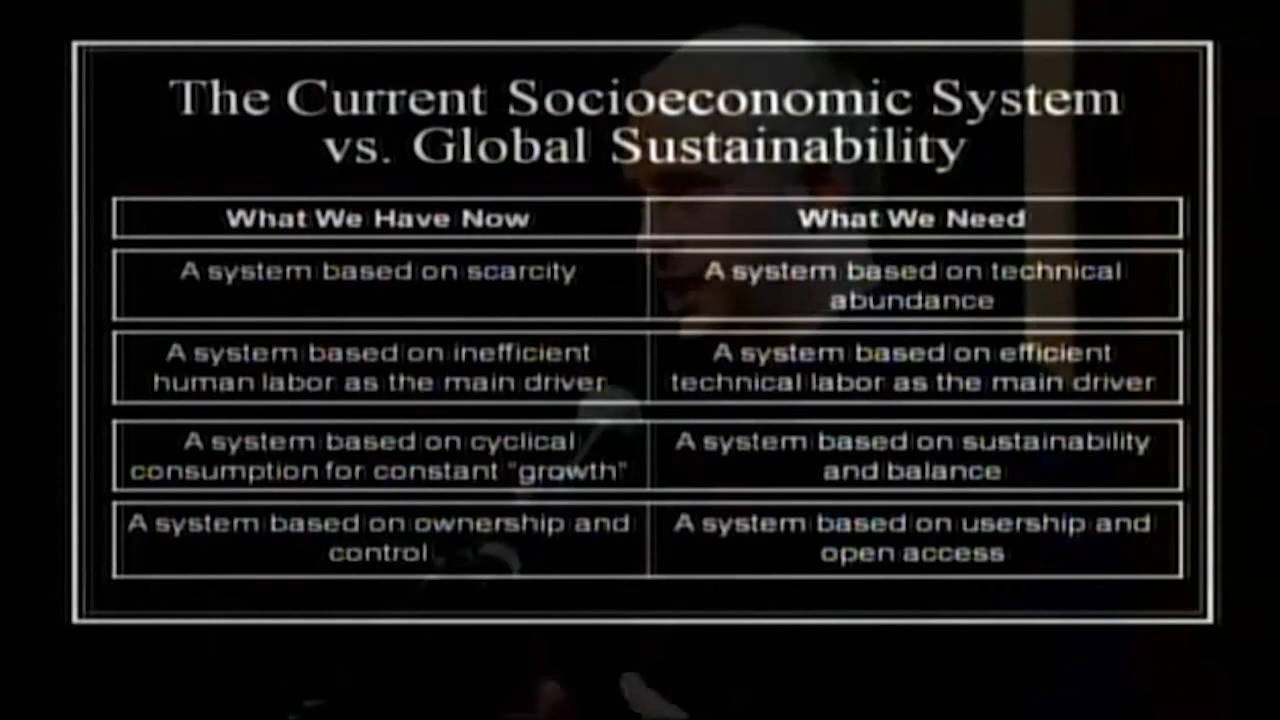 The Current Socioeconomic System
vs. Global Sustainability
What We Have Now
What We Need
A system based on scarcity
A system based on technical
abundance
A system based on inefficient
human labor as the main driver
A system based on efficient
technical labor as the main driver
A system based on cyclical
consumption for constant "growth"
A system based on sustainability
and balance
A system based on ownership and
control
A system based on usership and
open access